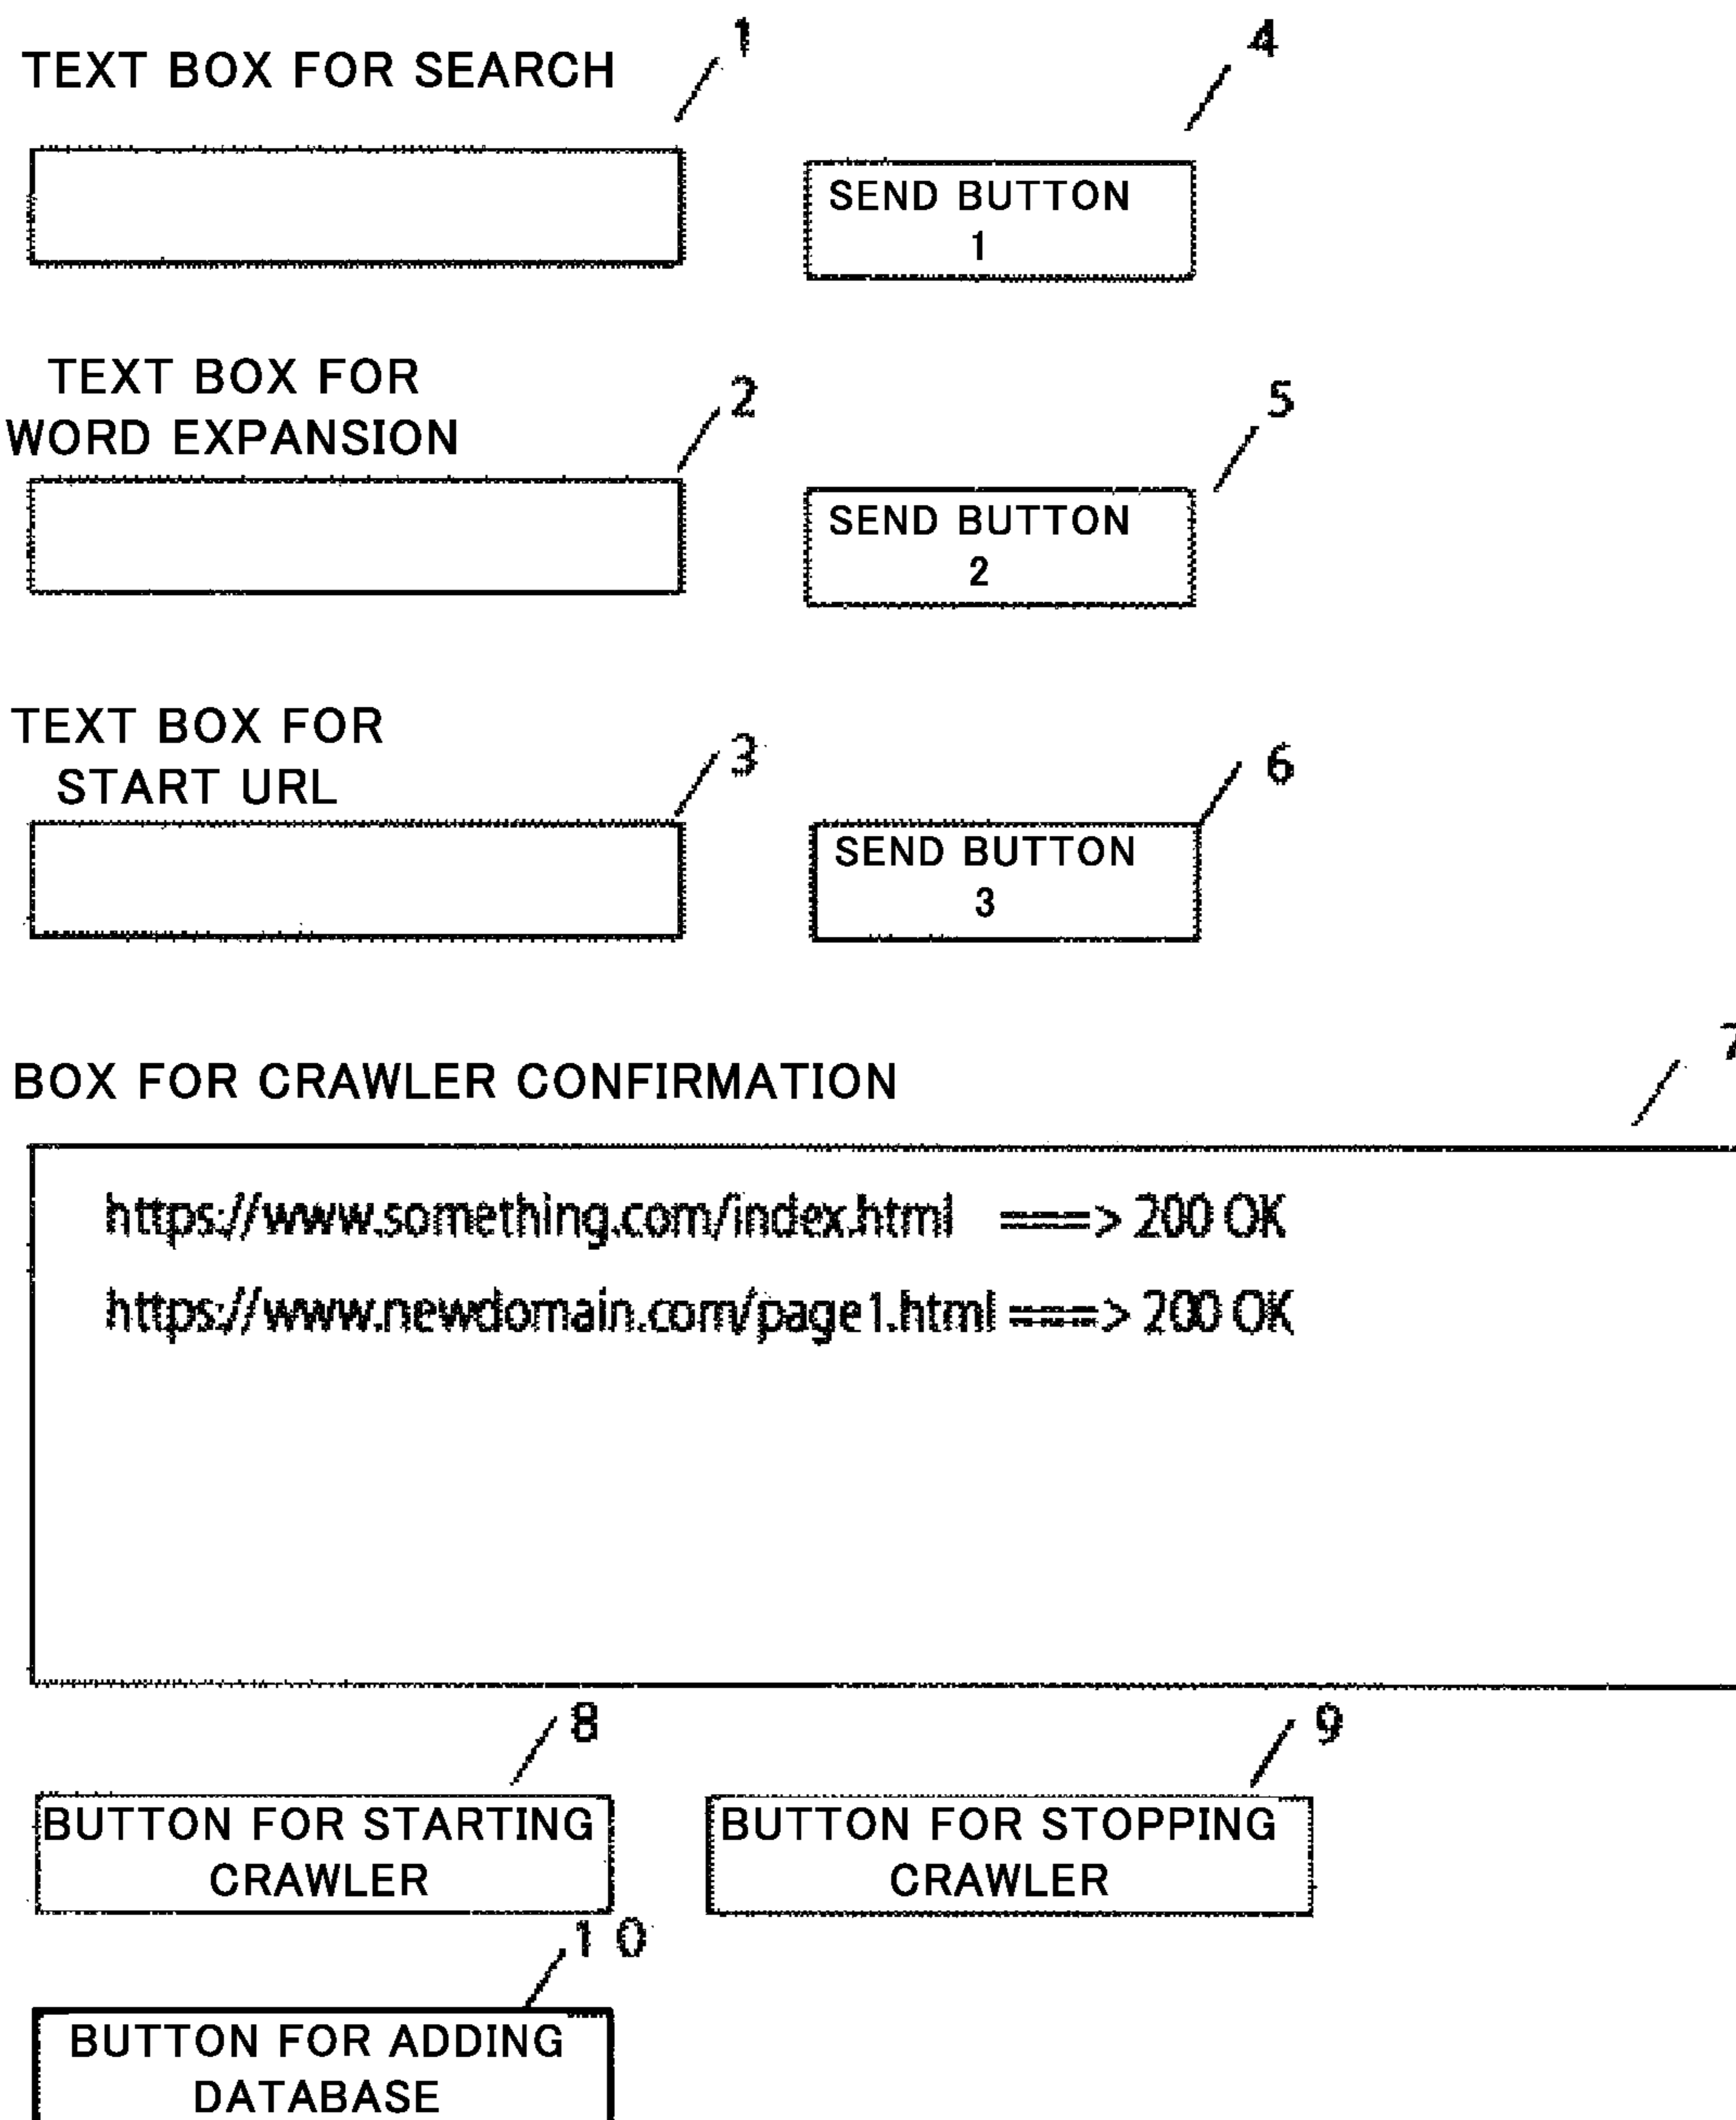 1
4
TEXT BOX FOR SEARCH
SEND BUTTON
1
TEXT BOX FOR
WORD EXPANSION
2
5
SEND BUTTON
2
TEXT BOX FOR
START URL
3
6
SEND BUTTON
3
7
BOX FOR CRAWLER CONFIRMATION
https://www.something.com/index.html ====> 200 OK
https://www.newdomain.com/page1.html ====> 200 OK
8
9
BUTTON FOR STARTING
CRAWLER
BUTTON FOR STOPPING
CRAWLER
10
BUTTON FOR ADDING
DATABASE